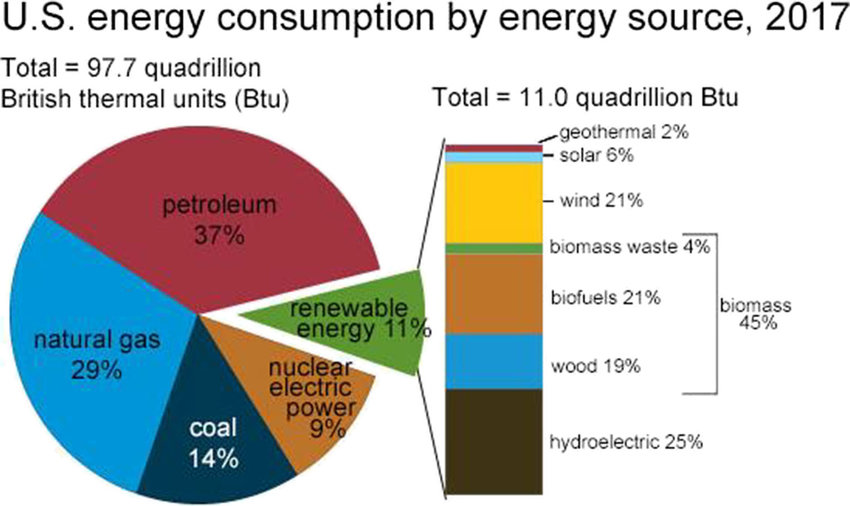 U.S. energy consumption by energy source, 2017
Total = 97.7 quadrillion
British thermal units (Btu)
Total = 11.0 quadrillion Btu
petroleum
37%
natural gas
29%
coal
14%
nuclear
electric
power
9%
renewable
energy 11%
geothermal 2%
solar 6%
wind 21%
biomass waste 4%
biofuels 21%
wood 19%
hydroelectric 25%
biomass
45%